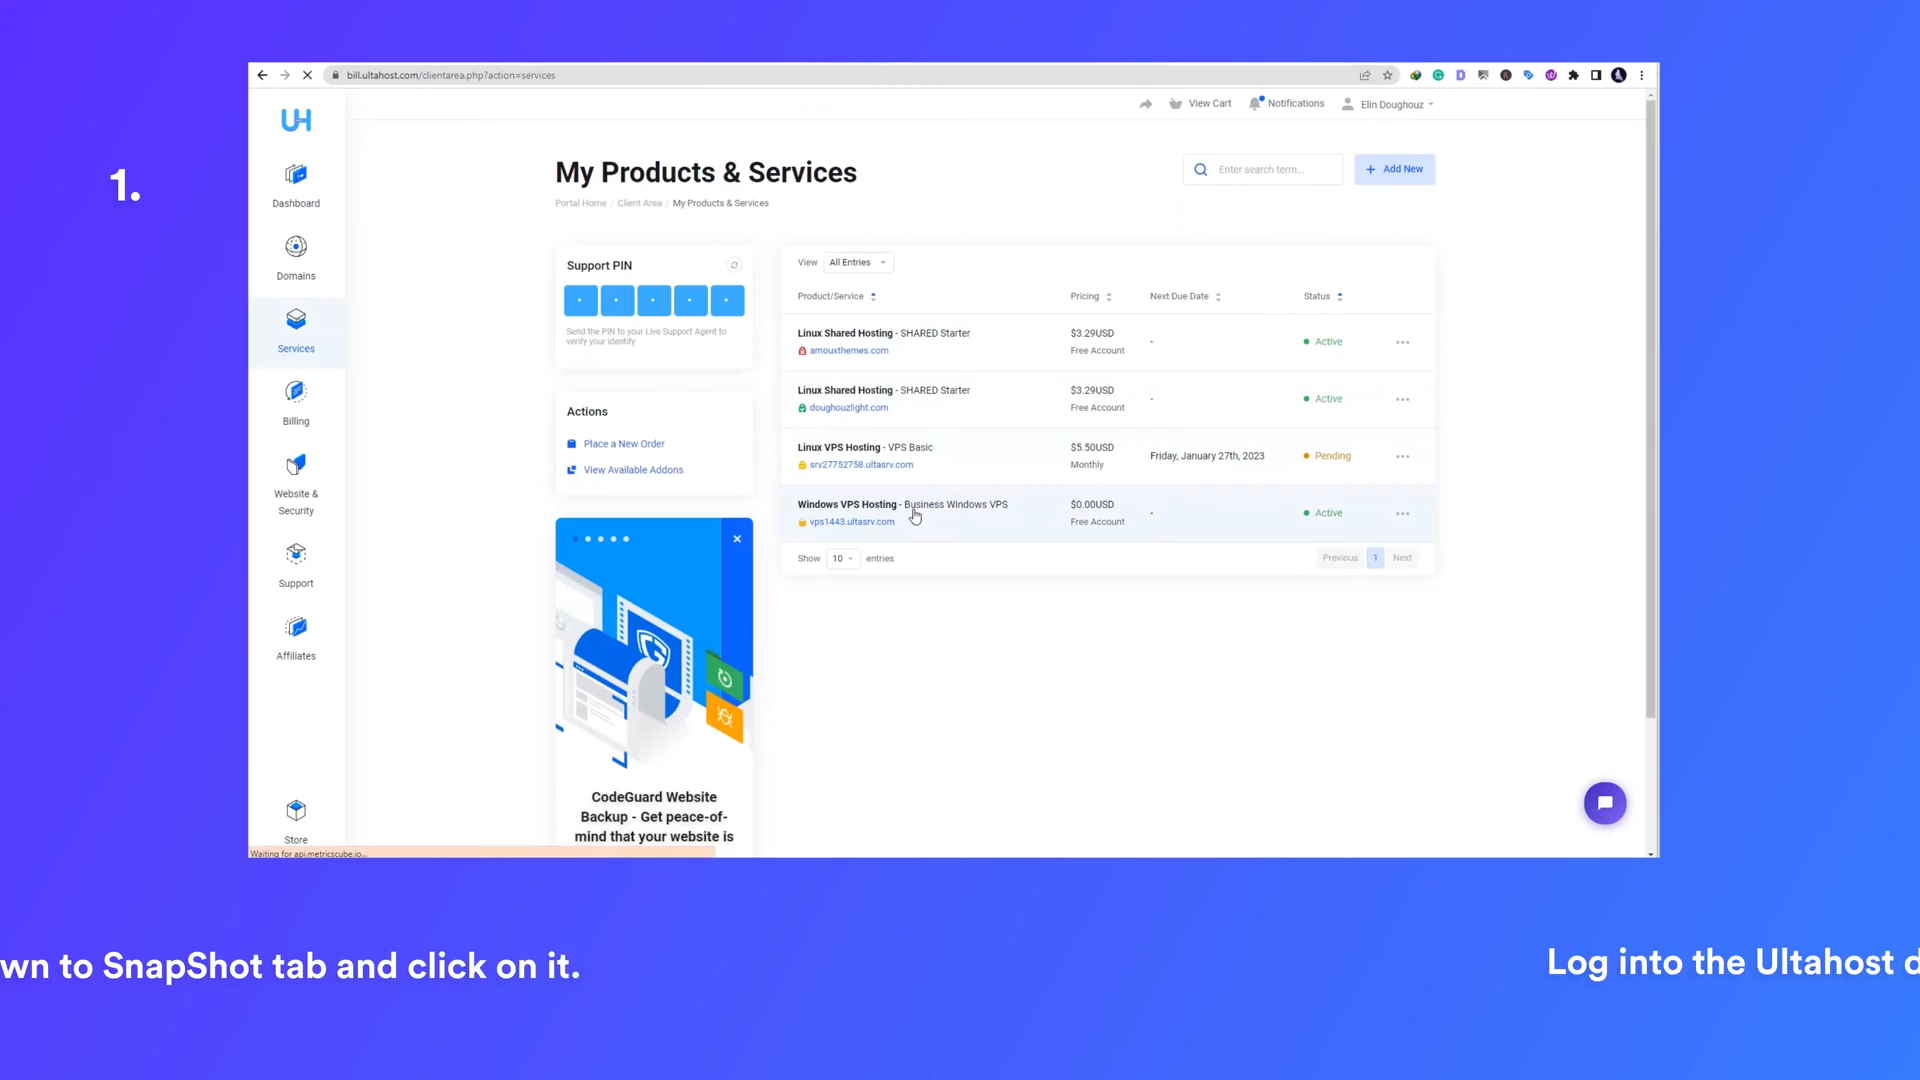 bill.ultahost.com/clientarea.php?action=services
View Cart
Notifications
Elin Doughouz
UH
1.
Dashboard
Domains
Services
Billing
Website &
Security
Support
Affiliates
Store
My Products & Services
Portal Home / Client Area / My Products & Services
Enter search term...
+ Add New
Support PIN
Send the PIN to your Live Support Agent to
verify your identify
Actions
Place a New Order
View Available Addons
CodeGuard Website
Backup - Get peace-of-
mind that your website is
View All Entries
Product/Service Pricing Next Due Date Status
Linux Shared Hosting - SHARED Starter $3.29USD
amouxthemes.com Free Account - Active
Linux Shared Hosting - SHARED Starter $3.29USD
doughouzlight.com Free Account - Active
Linux VPS Hosting - VPS Basic $5.50USD
srv27752758.ultasrv.com Monthly Friday, January 27th, 2023 Pending
Windows VPS Hosting - Business Windows VPS $0.00USD
vps1443.ultasrv.com Free Account - Active
Show 10 entries
Previous 1 Next
Waiting for api.metricscube.io...
wn to SnapShot tab and click on it.
Log into the Ultahost d